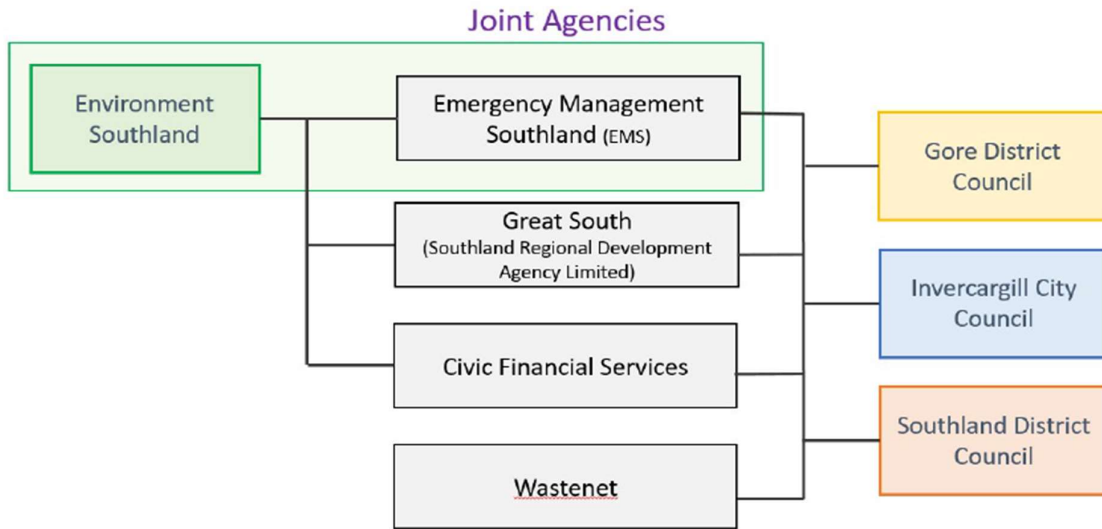 Joint Agencies
Environment
Southland
Emergency Management
Southland (EMS)
Great South
(Southland Regional Development
Agency Limited)
Civic Financial Services
Wastenet
Gore District
Council
Invercargill City
Council
Southland District
Council